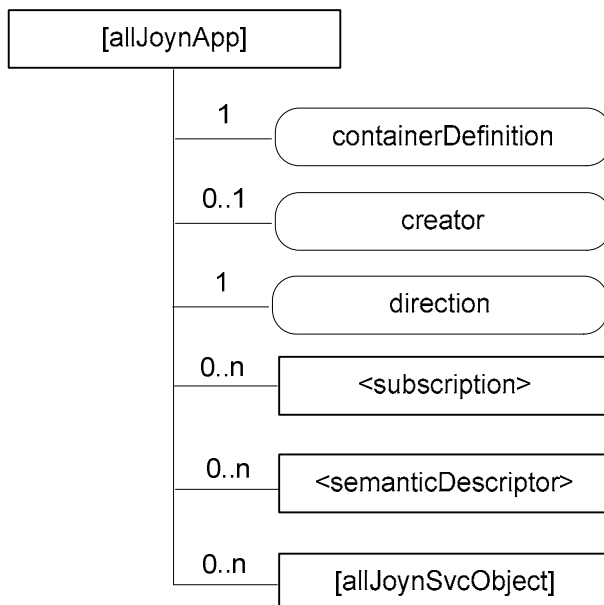 [allJoynApp]
1
containerDefinition
0..1
creator
1
direction
0..n
<subscription>
0..n
<semanticDescriptor>
0..n
[allJoynSvcObject]